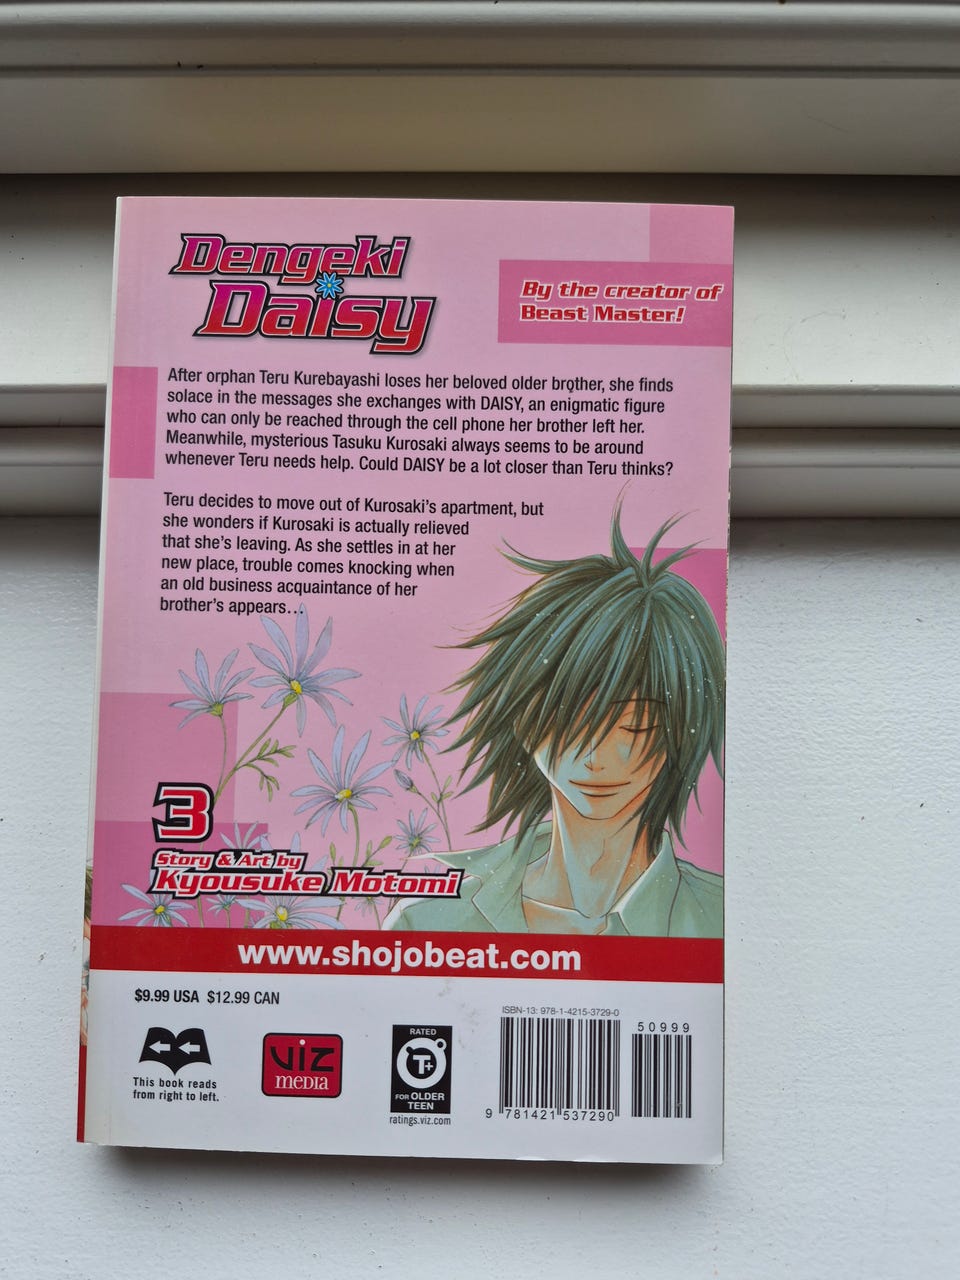 Dengeki
Daisy
By the creator of
Beast Master!
After orphan Teru Kurebayashi loses her beloved older brother, she finds
solace in the messages she exchanges with DAISY, an enigmatic figure
who can only be reached through the cell phone her brother left her.
Meanwhile, mysterious Tasuku Kurosaki always seems to be around
whenever Teru needs help. Could DAISY be a lot closer than Teru thinks?
Teru decides to move out of Kurosaki's apartment, but
she wonders if Kurosaki is actually relieved
that she's leaving. As she settles in at her
new place, trouble comes knocking when
an old business acquaintance of her
brother's appears…
3
Story & Art by
Kyousuke Motomi
www.shojobeat.com
$9.99 USA $12.99 CAN
This book reads
from right to left.
VIZ
MEDIA
RATED
T+
FOR OLDER
TEEN
ratings.viz.com
ISBN-13: 978-1-4215-3729-0
50999
9 781421 537290